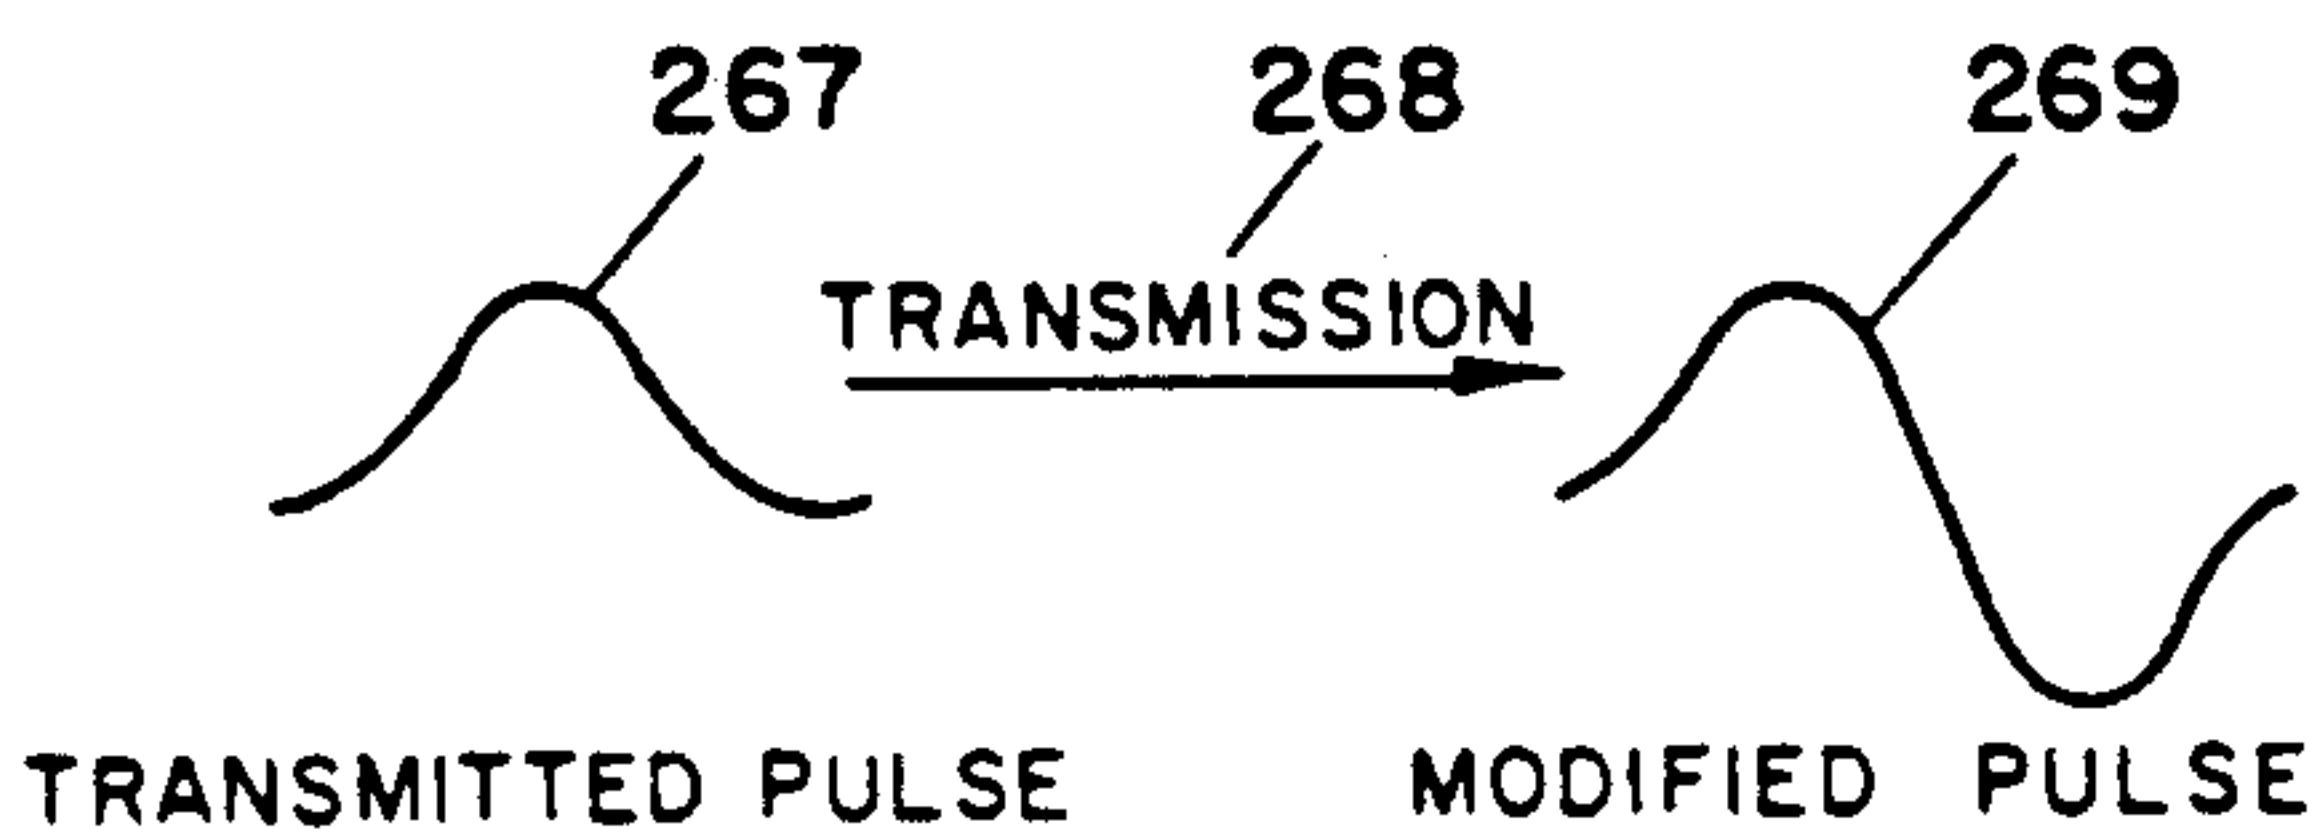 267 268 269
TRANSMISSION
TRANSMITTED PULSE MODIFIED PULSE